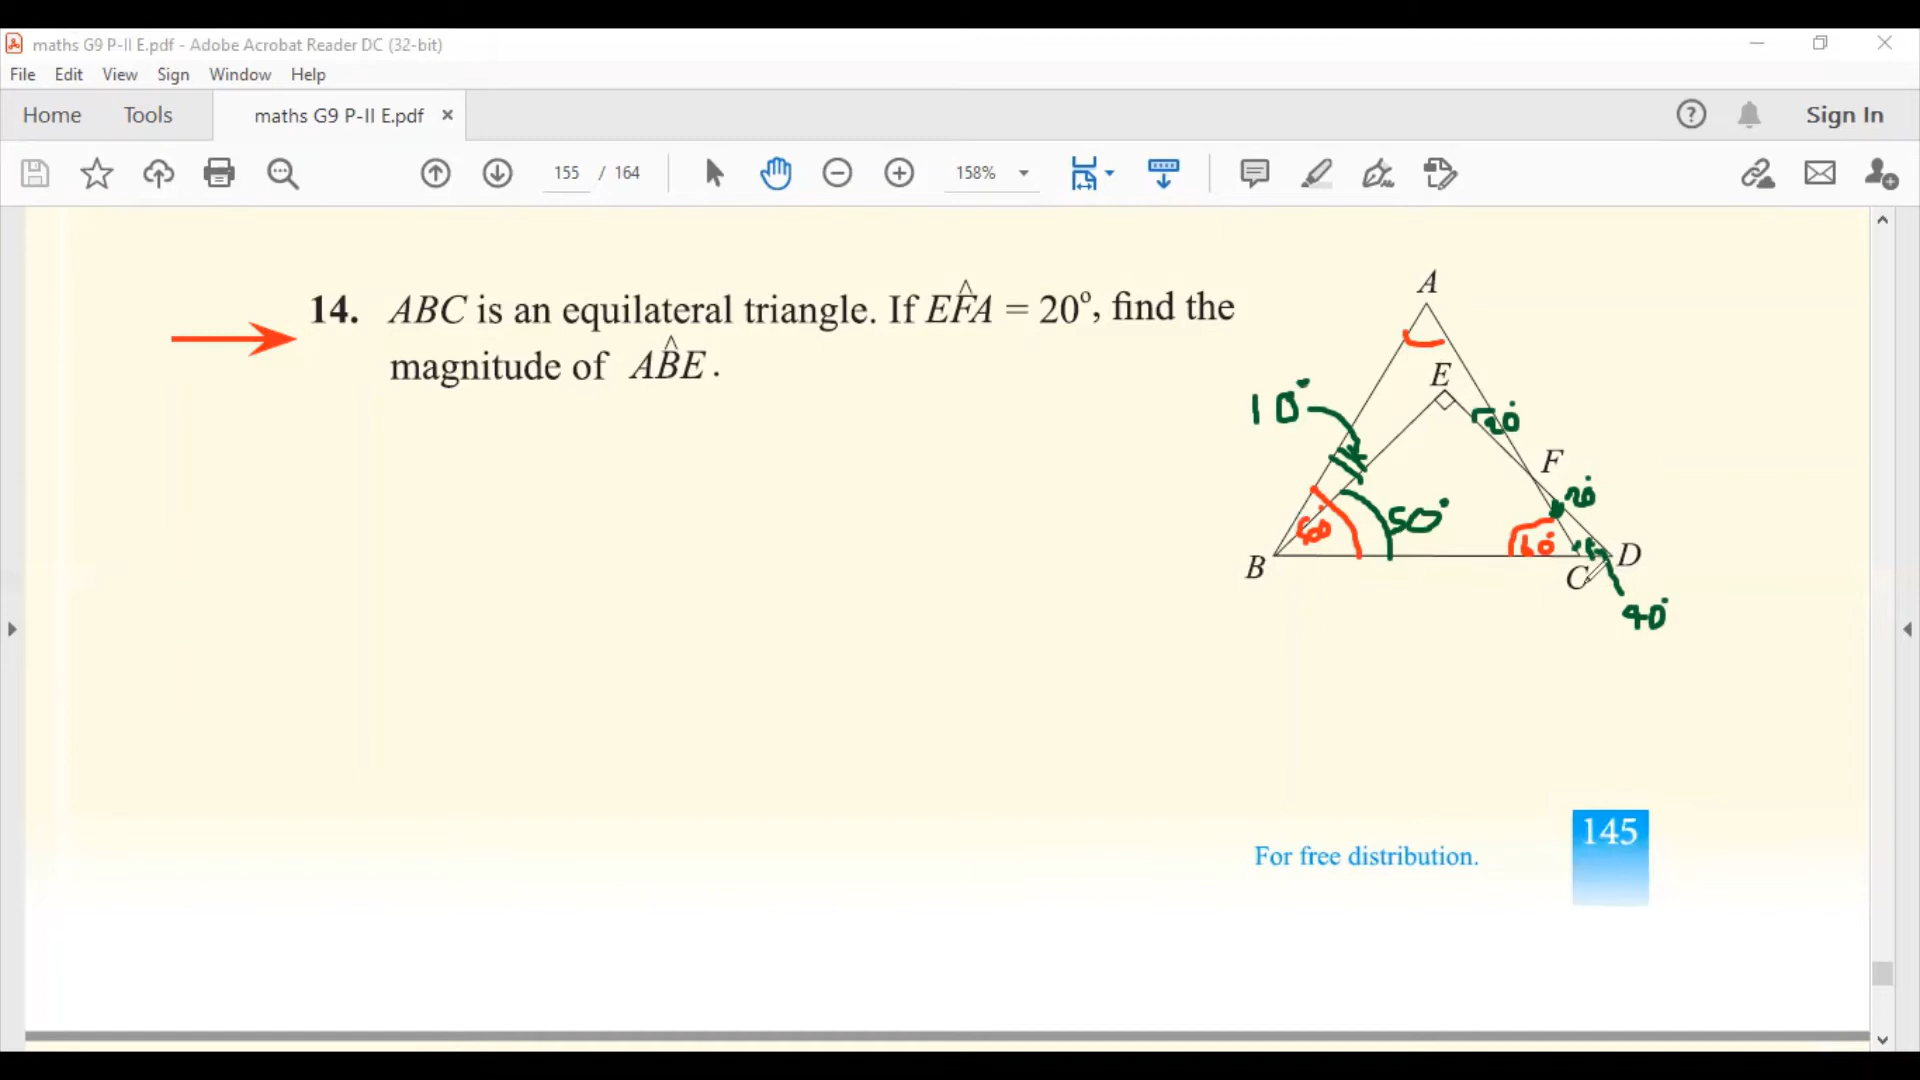 maths G9 P-II E.pdf - Adobe Acrobat Reader DC (32-bit)
File Edit View Sign Window Help
Home Tools maths G9 P-II E.pdf × Sign In
155 / 164 158%
14. ABC is an equilateral triangle. If EF̂A = 20°, find the
magnitude of AB̂E.
A
E
10°
20°
F
20°
50°
60°
60°
B
C
D
40°
145
For free distribution.